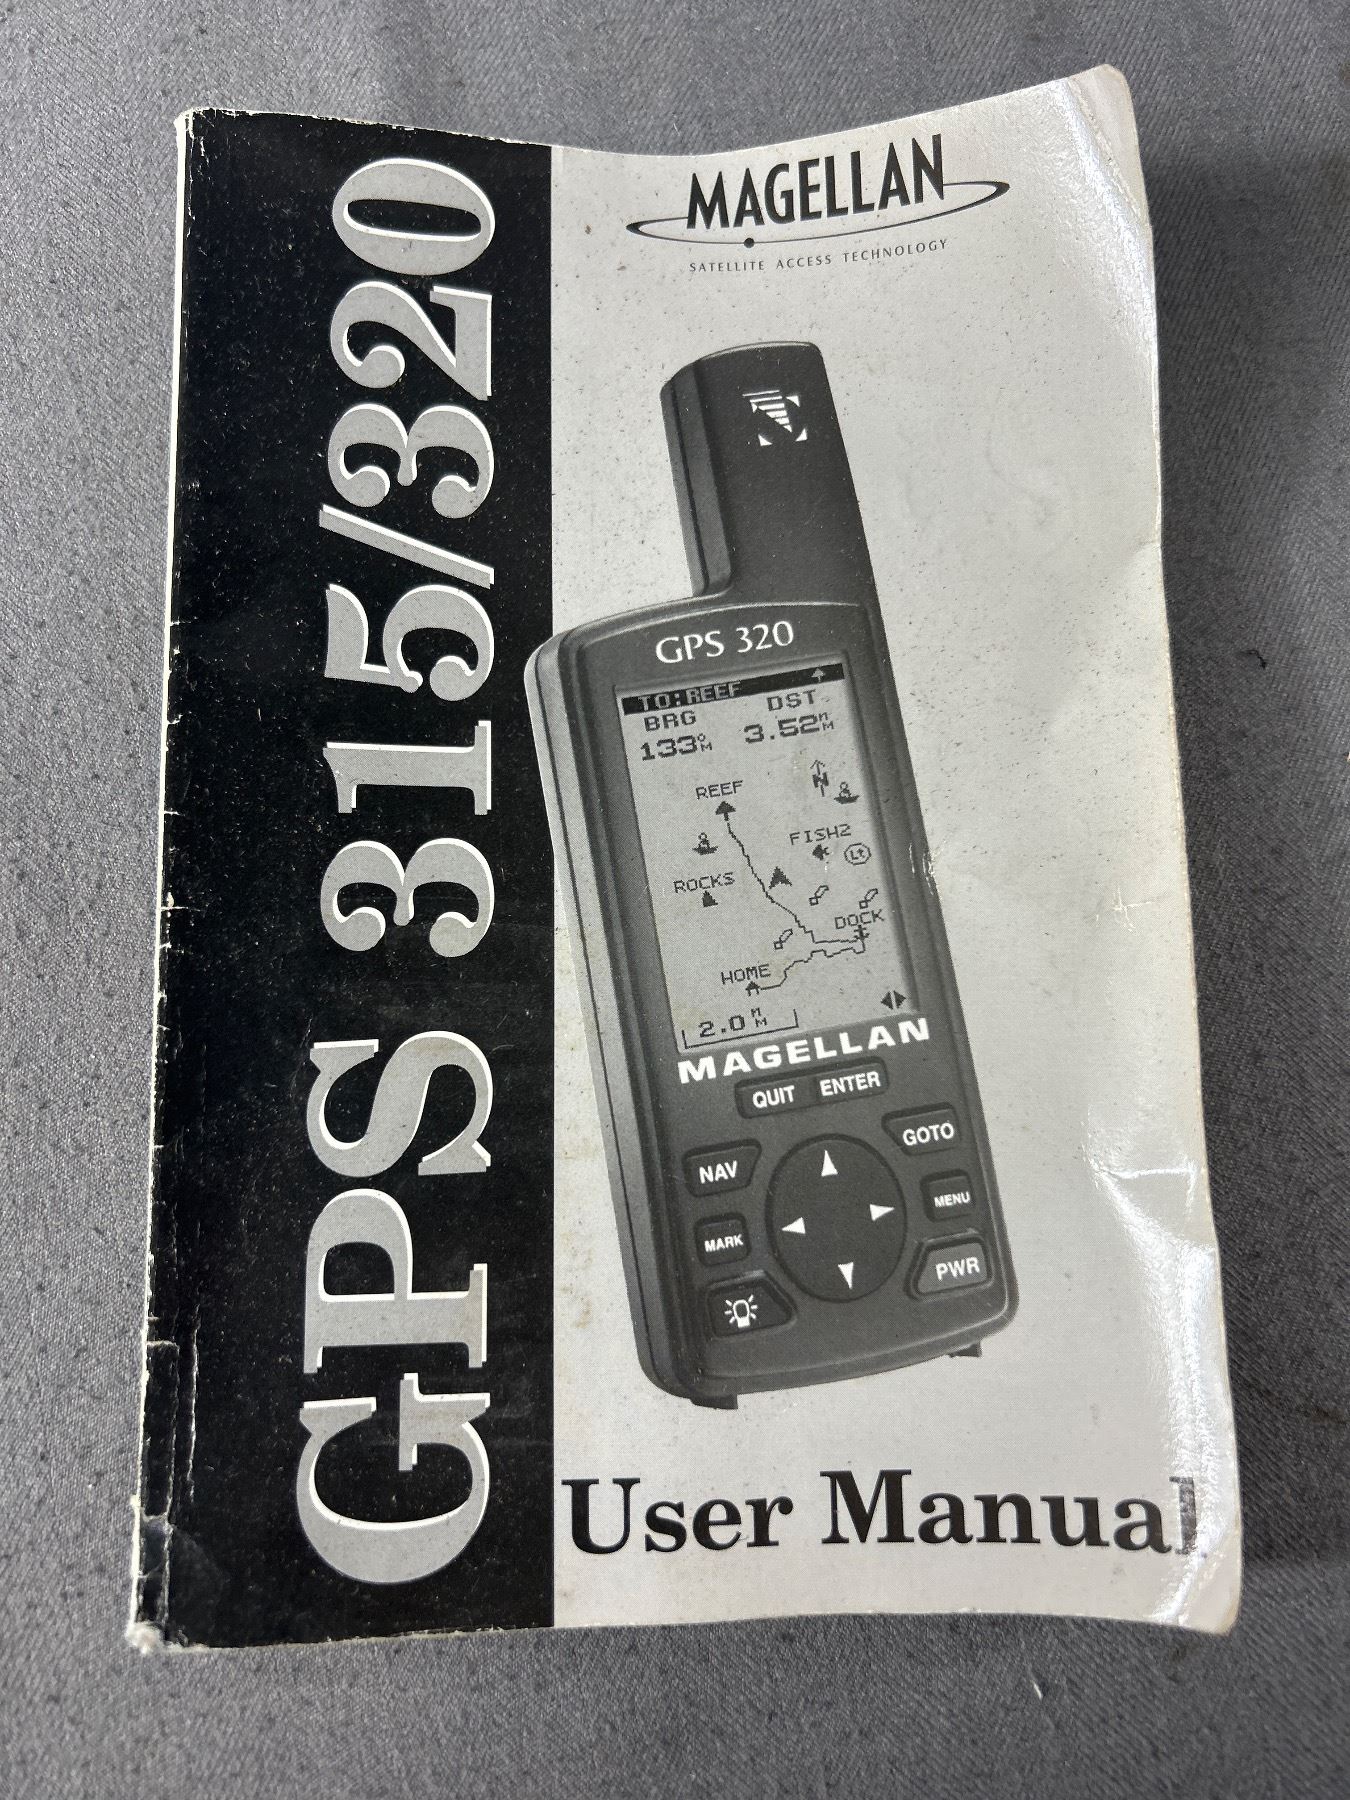 GPS 315/320
MAGELLAN
SATELLITE ACCESS TECHNOLOGY
GPS 320
TO:REEF
BRG DST
133°M 3.52NM
REEF
N
FISH2
Lt
ROCKS
DOCK
HOME
2.0NM
MAGELLAN
QUIT ENTER
NAV GOTO
MARK MENU
PWR
User Manual